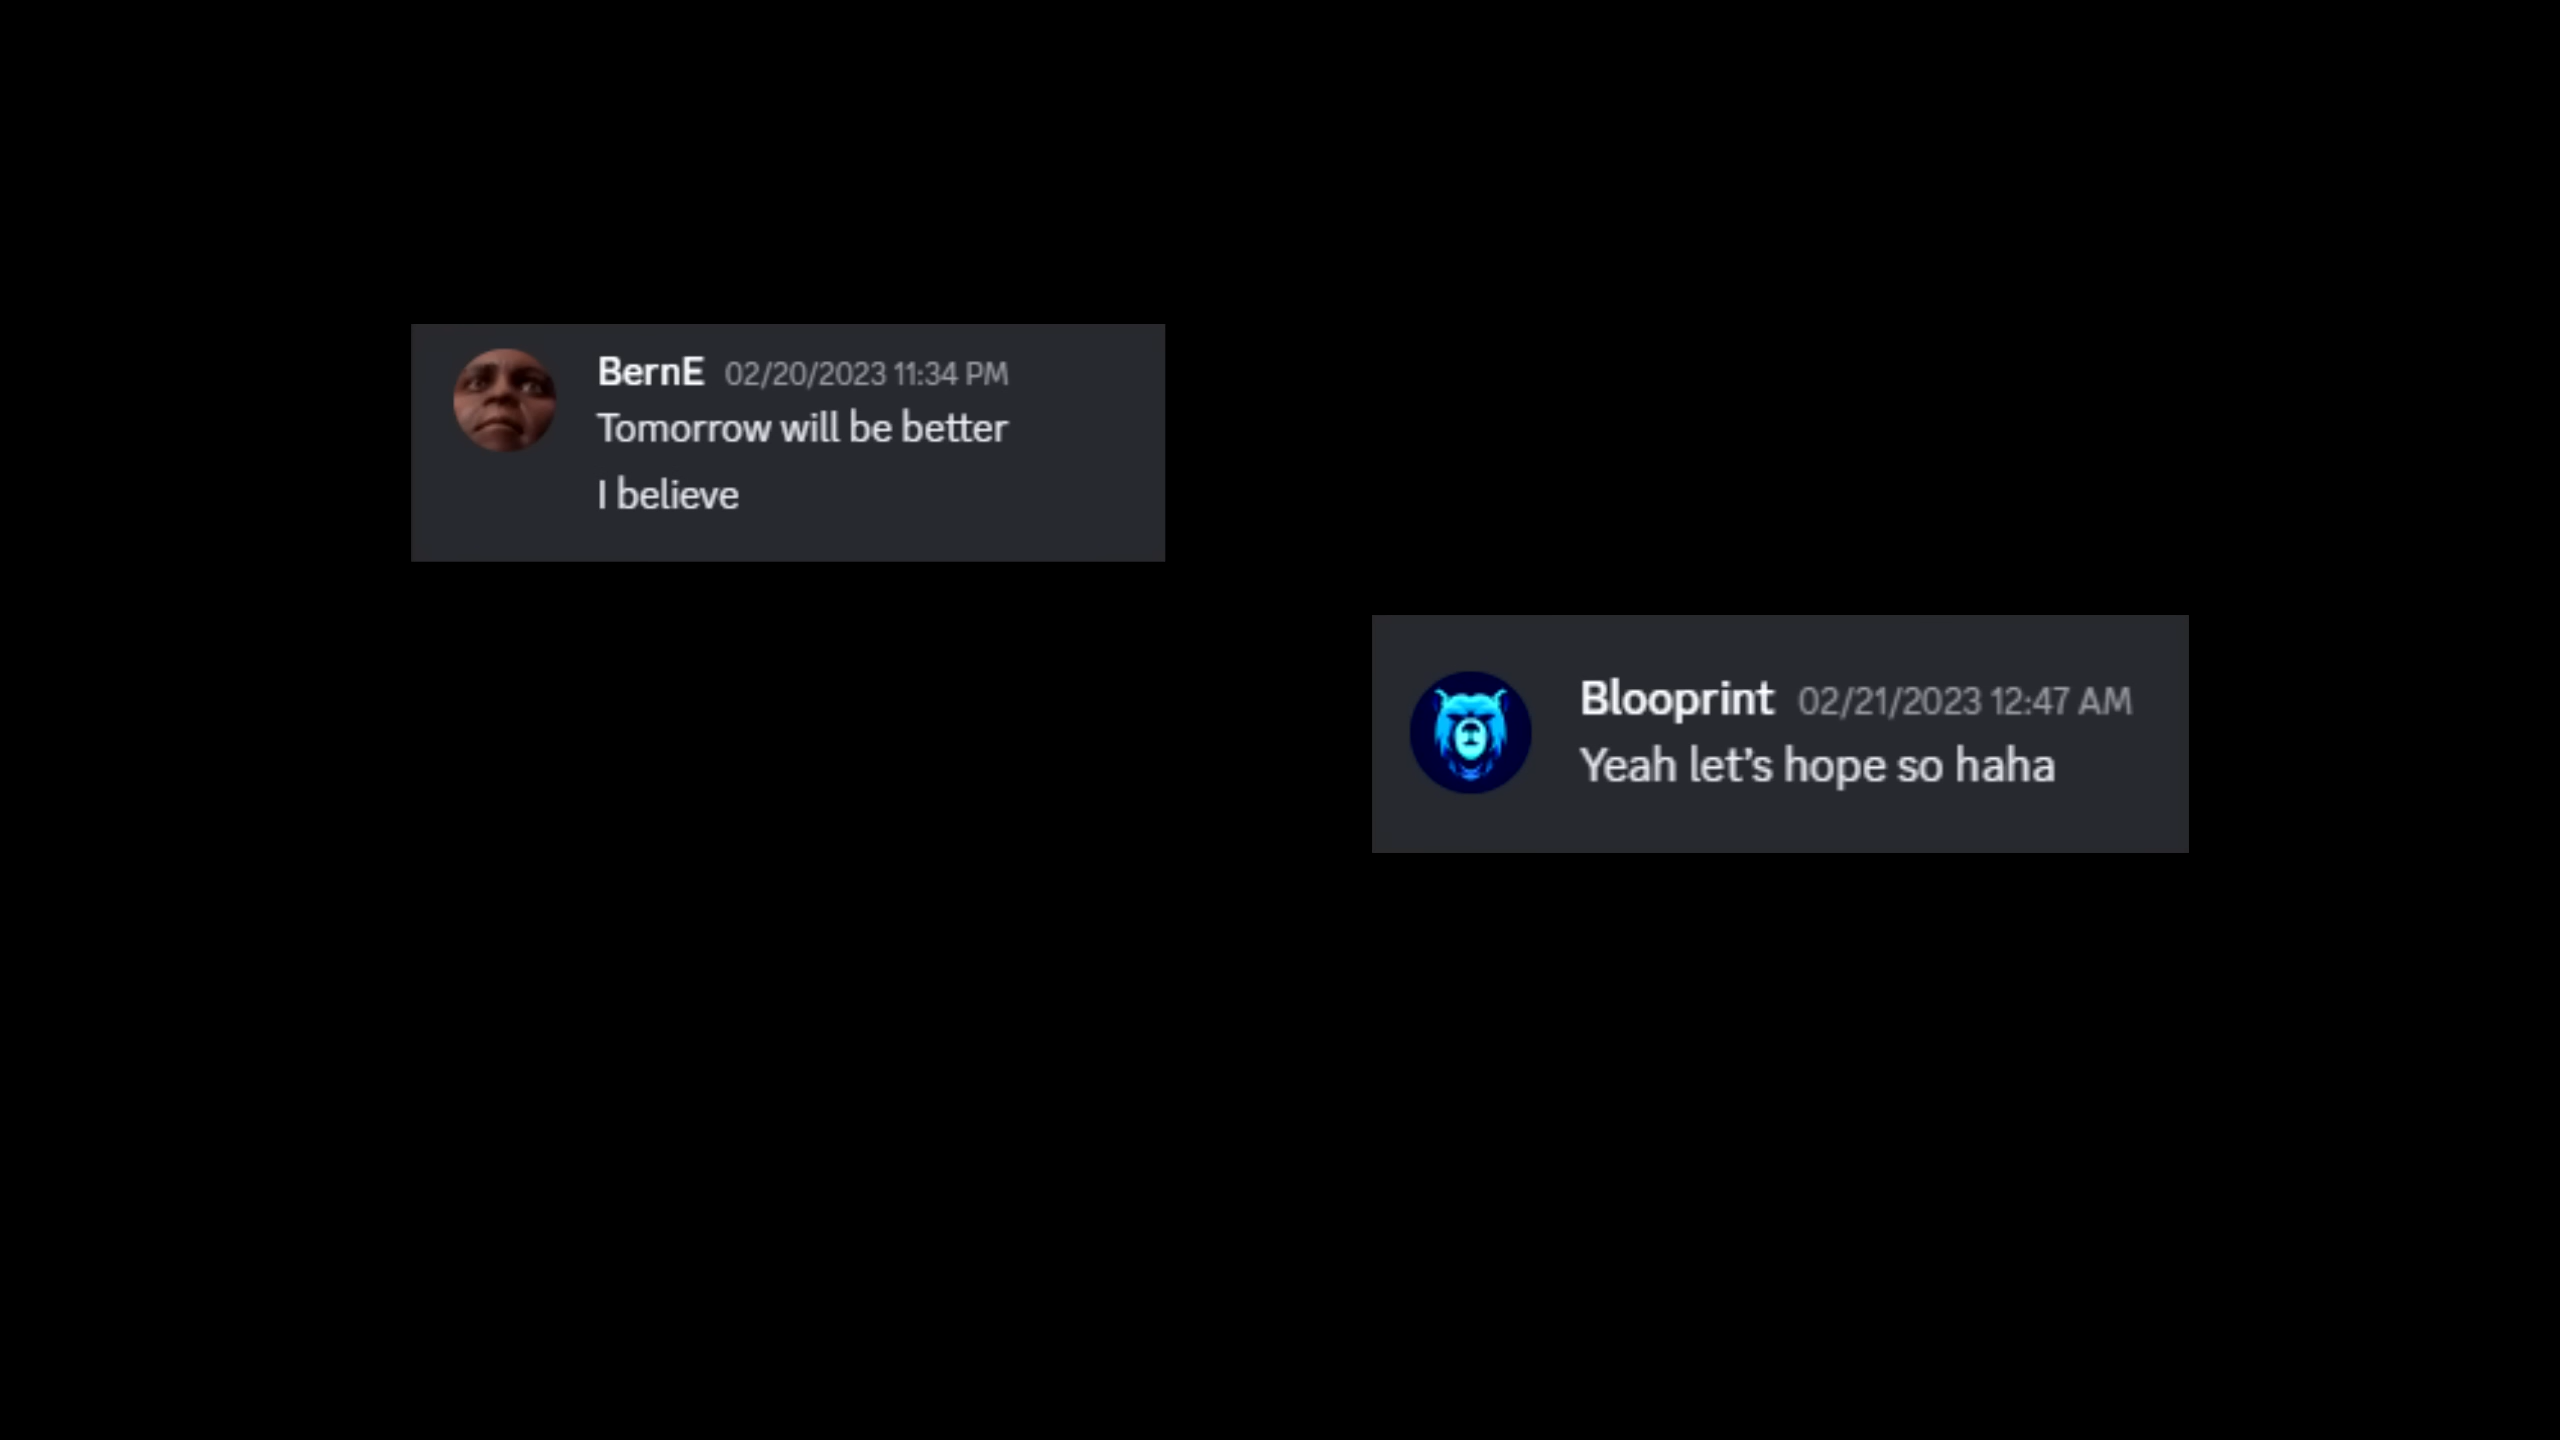 BernE 02/20/2023 11:34 PM
Tomorrow will be better
I believe
Blooprint 02/21/2023 12:47 AM
Yeah let’s hope so haha